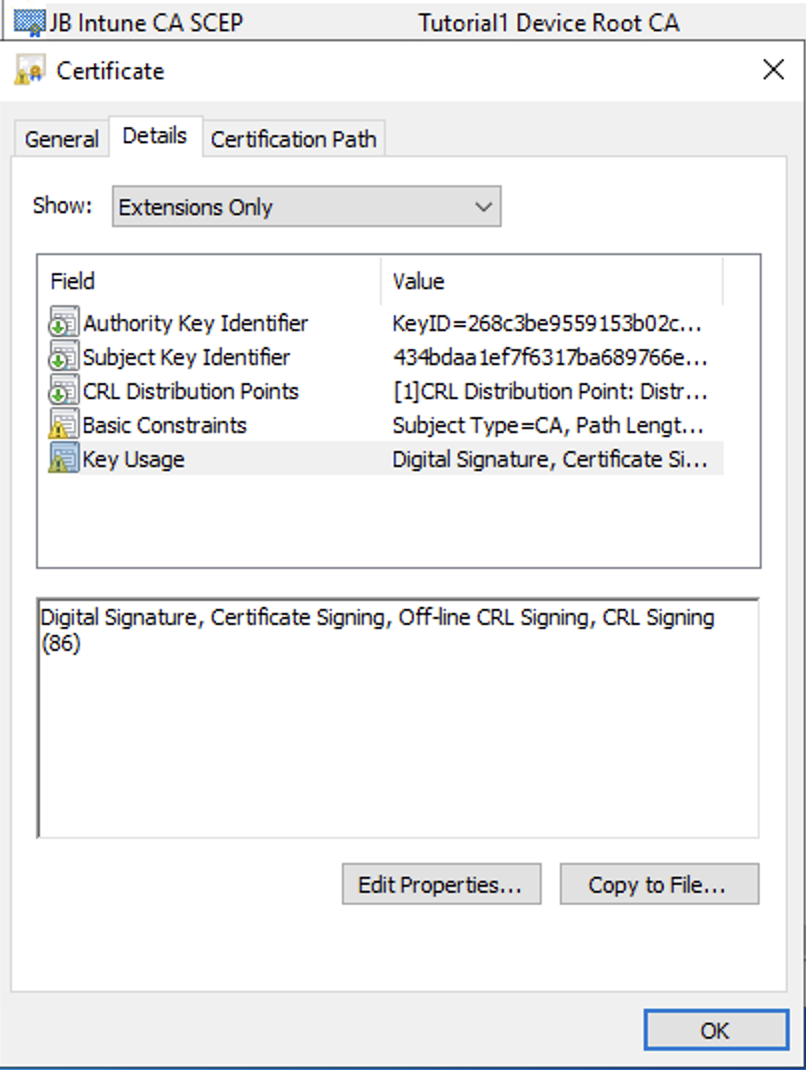 JB Intune CA SCEP Tutorial1 Device Root CA
Certificate
General Details Certification Path
Show: Extensions Only
Field Value
Authority Key Identifier KeyID=268c3be9559153b02c...
Subject Key Identifier 434bdaa1ef7f6317ba689766e...
CRL Distribution Points [1]CRL Distribution Point: Distr...
Basic Constraints Subject Type=CA, Path Lengt...
Key Usage Digital Signature, Certificate Si...
Digital Signature, Certificate Signing, Off-line CRL Signing, CRL Signing
(86)
Edit Properties... Copy to File...
OK